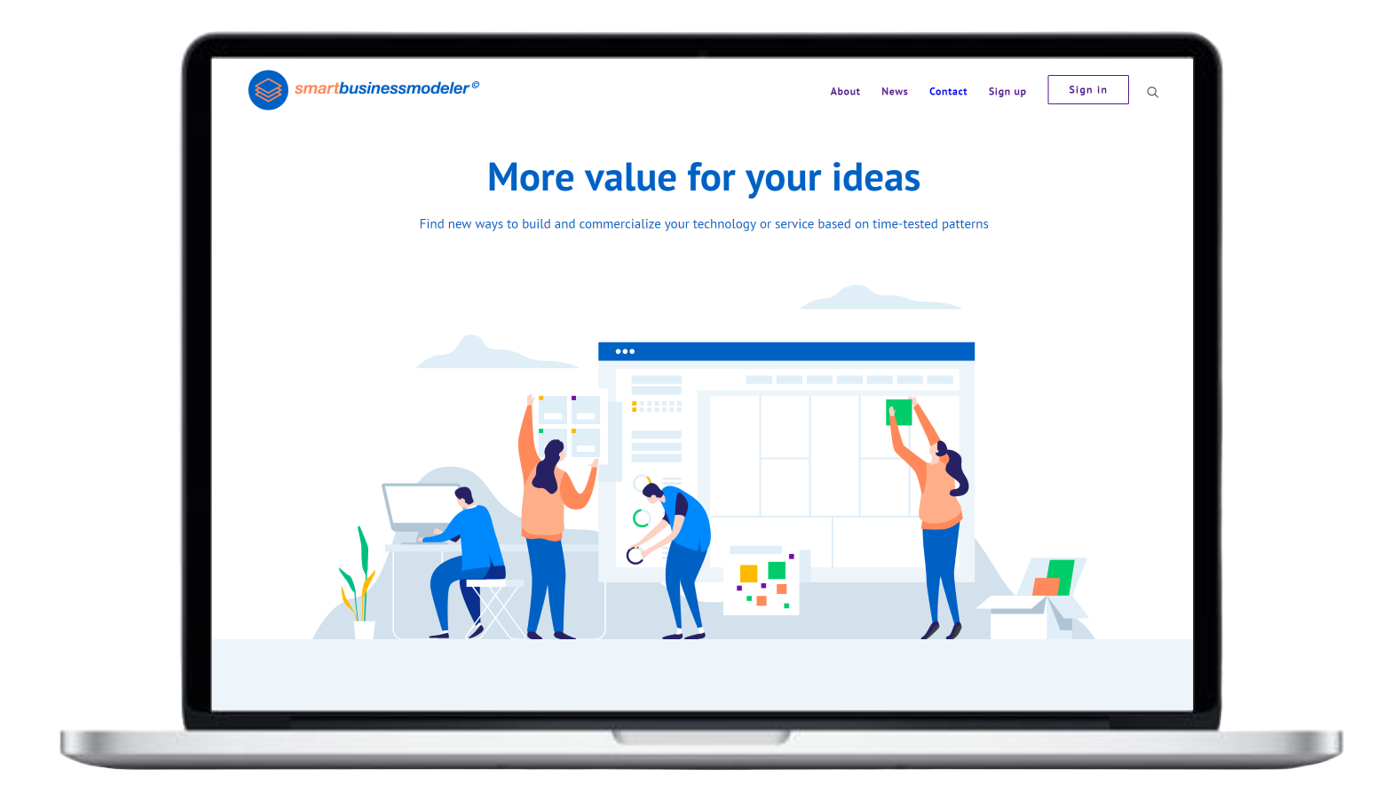 smartbusinessmodeler©
About
News
Contact
Sign up
Sign in
More value for your ideas
Find new ways to build and commercialize your technology or service based on time-tested patterns